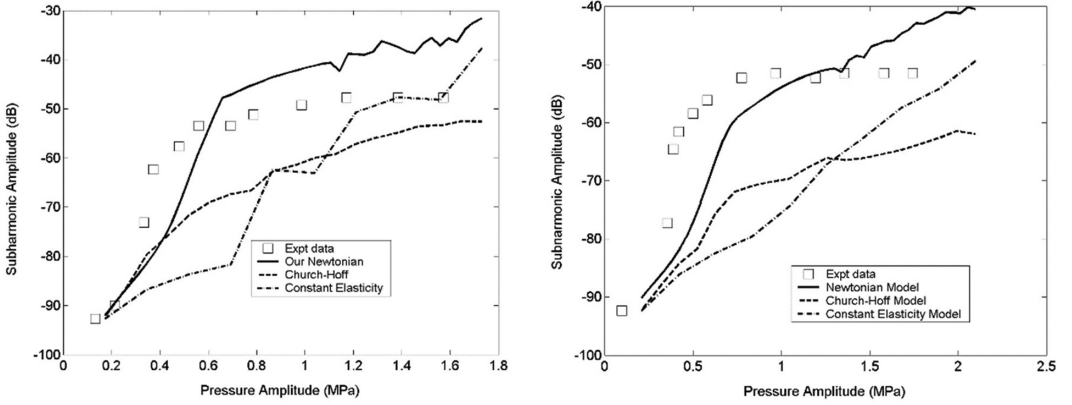 -30
-40
-50
-60
-70
-80
-90
-100
Subharmonic Amplitude (dB)
Expt data
Our Newtonian
Church-Hoff
Constant Elasticity
0
0.2
0.4
0.6
0.8
1
1.2
1.4
1.6
1.8
Pressure Amplitude (MPa)
-40
-50
-60
-70
-80
-90
-100
Subharmonic Amplitude (dB)
Expt data
Newtonian Model
Church-Hoff Model
Constant Elasticity Model
0
0.5
1
1.5
2
2.5
Pressure Amplitude (MPa)